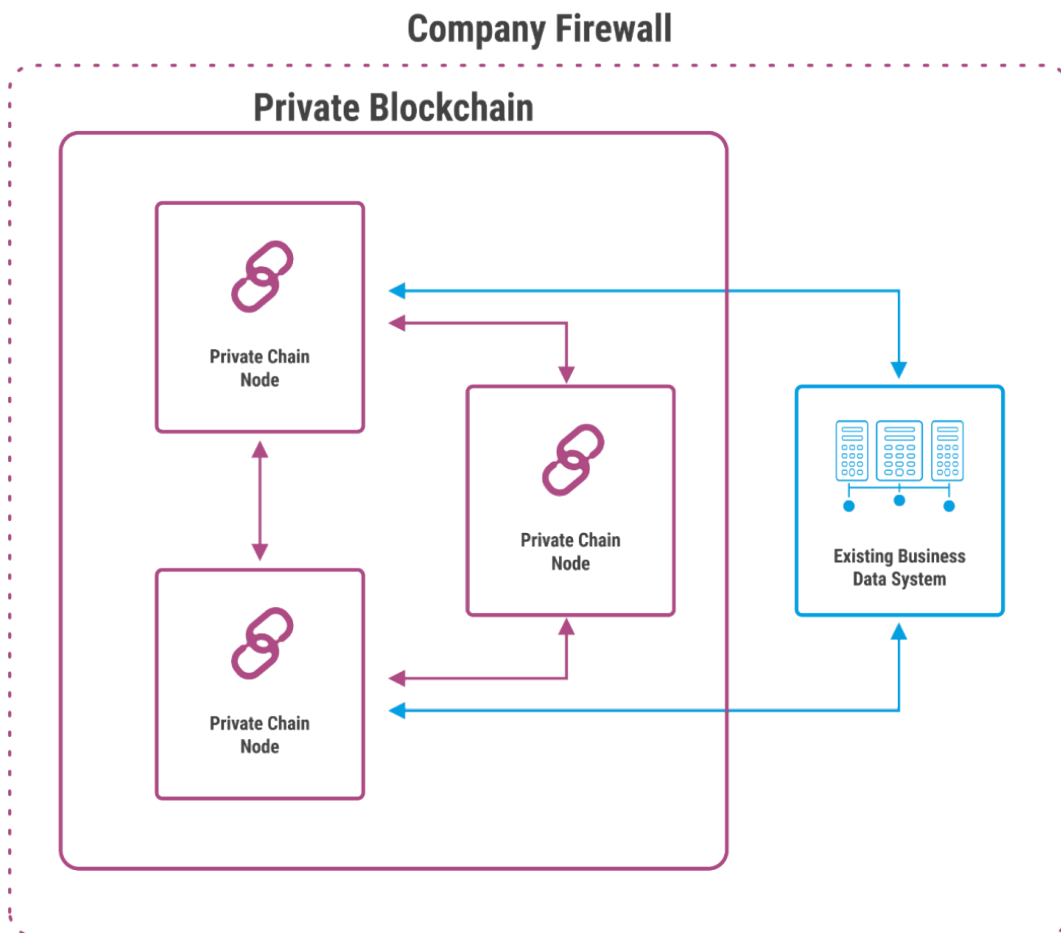 Company Firewall
Private Blockchain
Private Chain
Node
Private Chain
Node
Existing Business
Data System
Private Chain
Node